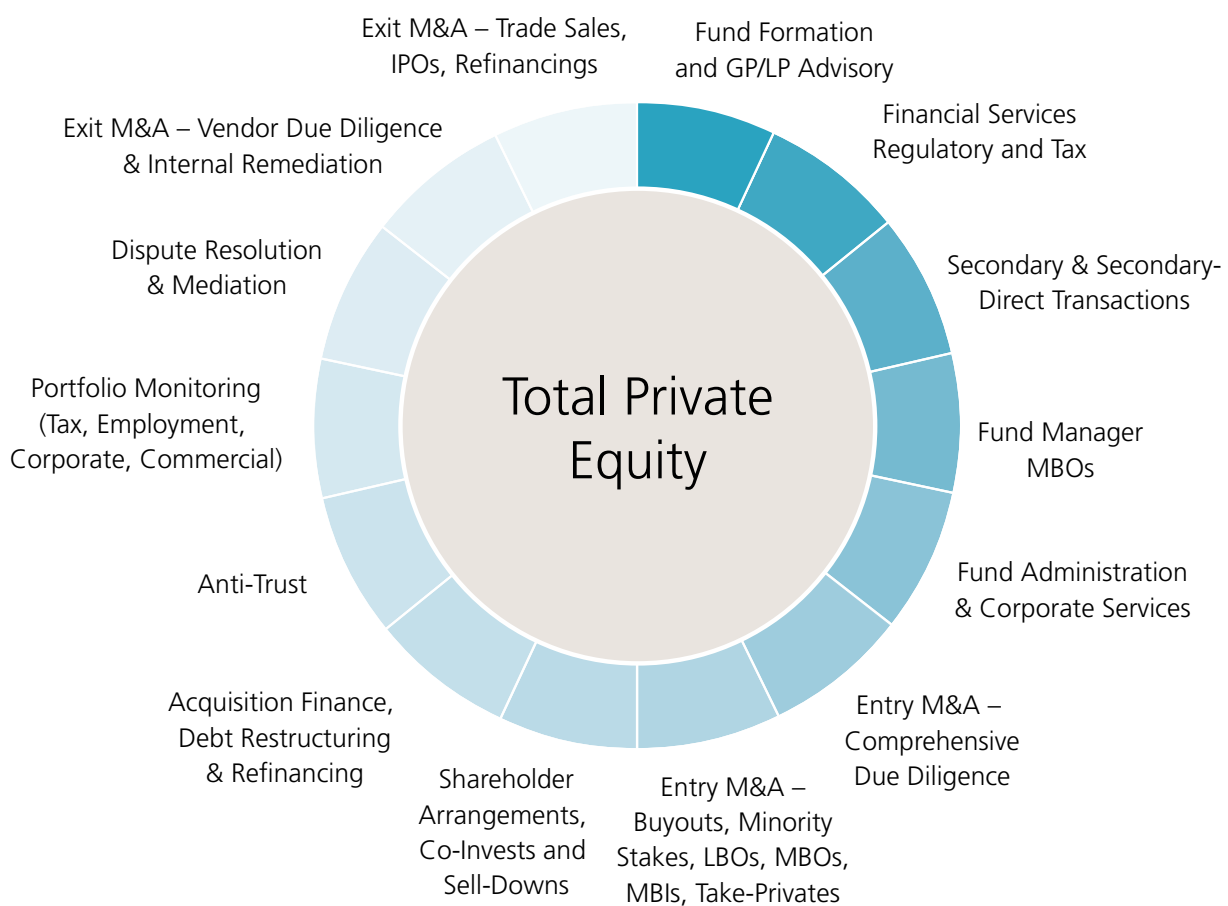 Exit M&A – Trade Sales,
IPOs, Refinancings
Fund Formation
and GP/LP Advisory
Financial Services
Regulatory and Tax
Secondary & Secondary-
Direct Transactions
Fund Manager
MBOs
Fund Administration
& Corporate Services
Entry M&A –
Comprehensive
Due Diligence
Entry M&A –
Buyouts, Minority
Stakes, LBOs, MBOs,
MBIs, Take-Privates
Shareholder
Arrangements,
Co-Invests and
Sell-Downs
Acquisition Finance,
Debt Restructuring
& Refinancing
Anti-Trust
Portfolio Monitoring
(Tax, Employment,
Corporate, Commercial)
Dispute Resolution
& Mediation
Exit M&A – Vendor Due Diligence
& Internal Remediation
Total Private
Equity